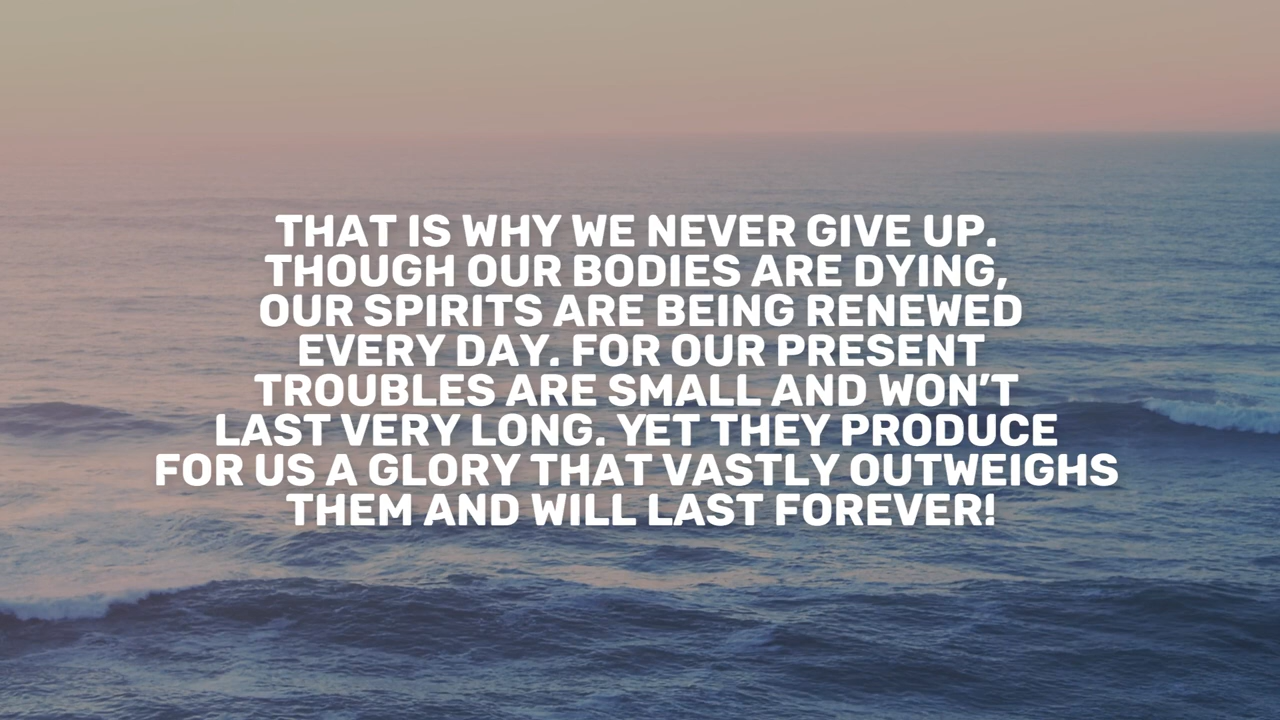 THAT IS WHY WE NEVER GIVE UP.
THOUGH OUR BODIES ARE DYING,
OUR SPIRITS ARE BEING RENEWED
EVERY DAY. FOR OUR PRESENT
TROUBLES ARE SMALL AND WON’T
LAST VERY LONG. YET THEY PRODUCE
FOR US A GLORY THAT VASTLY OUTWEIGHS
THEM AND WILL LAST FOREVER!